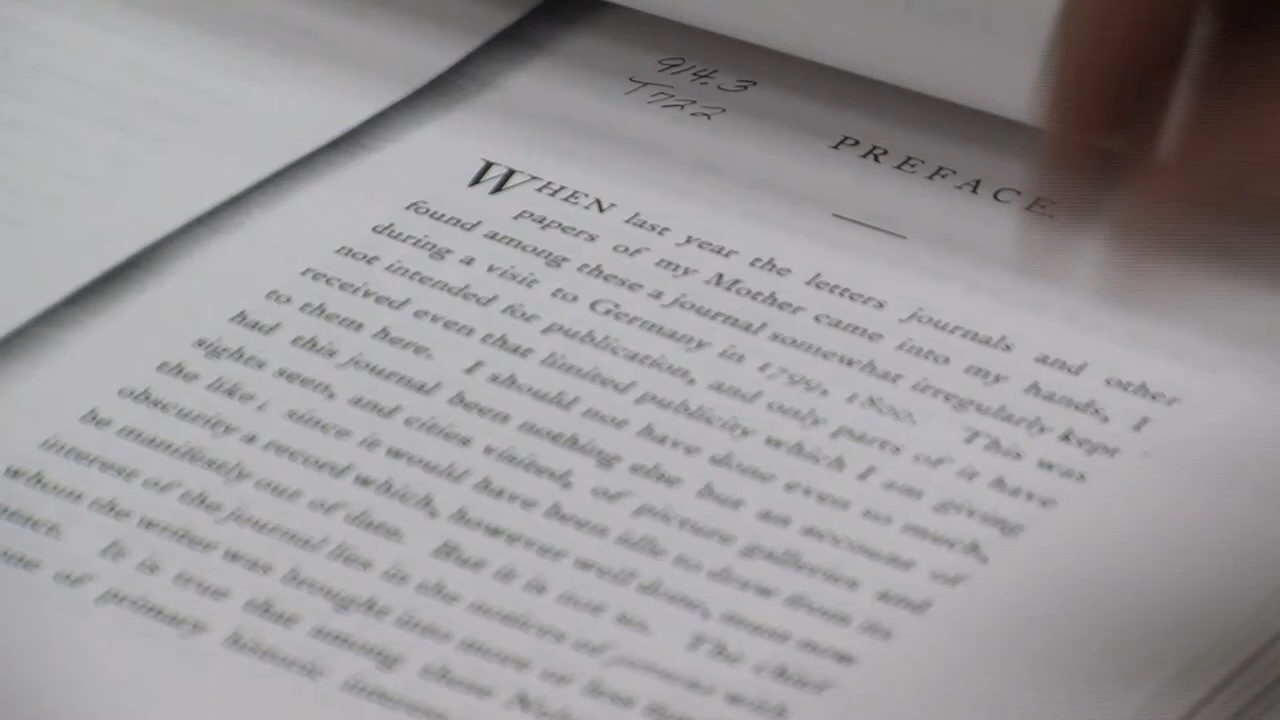 914.3
T722
PREFACE.
WHEN last year the letters journals and other
papers of my Mother came into my hands, I
found among these a journal somewhat irregularly kept
during a visit to Germany in 1799, 1800. This was
not intended for publication, and only parts of it have
received even that limited publicity which I am giving
to them here. I should not have done even so much,
had this journal been nothing else but an account of
sights seen, and cities visited, of picture galleries and
the like; since it would have been idle to draw from its
obscurity a record which, however well done, must now
be manifestly out of date. But it is not so. The chief
interest of the journal lies in the notices of persons with
whom the writer was brought into more or less
It is true that among these
one of primary historic interest